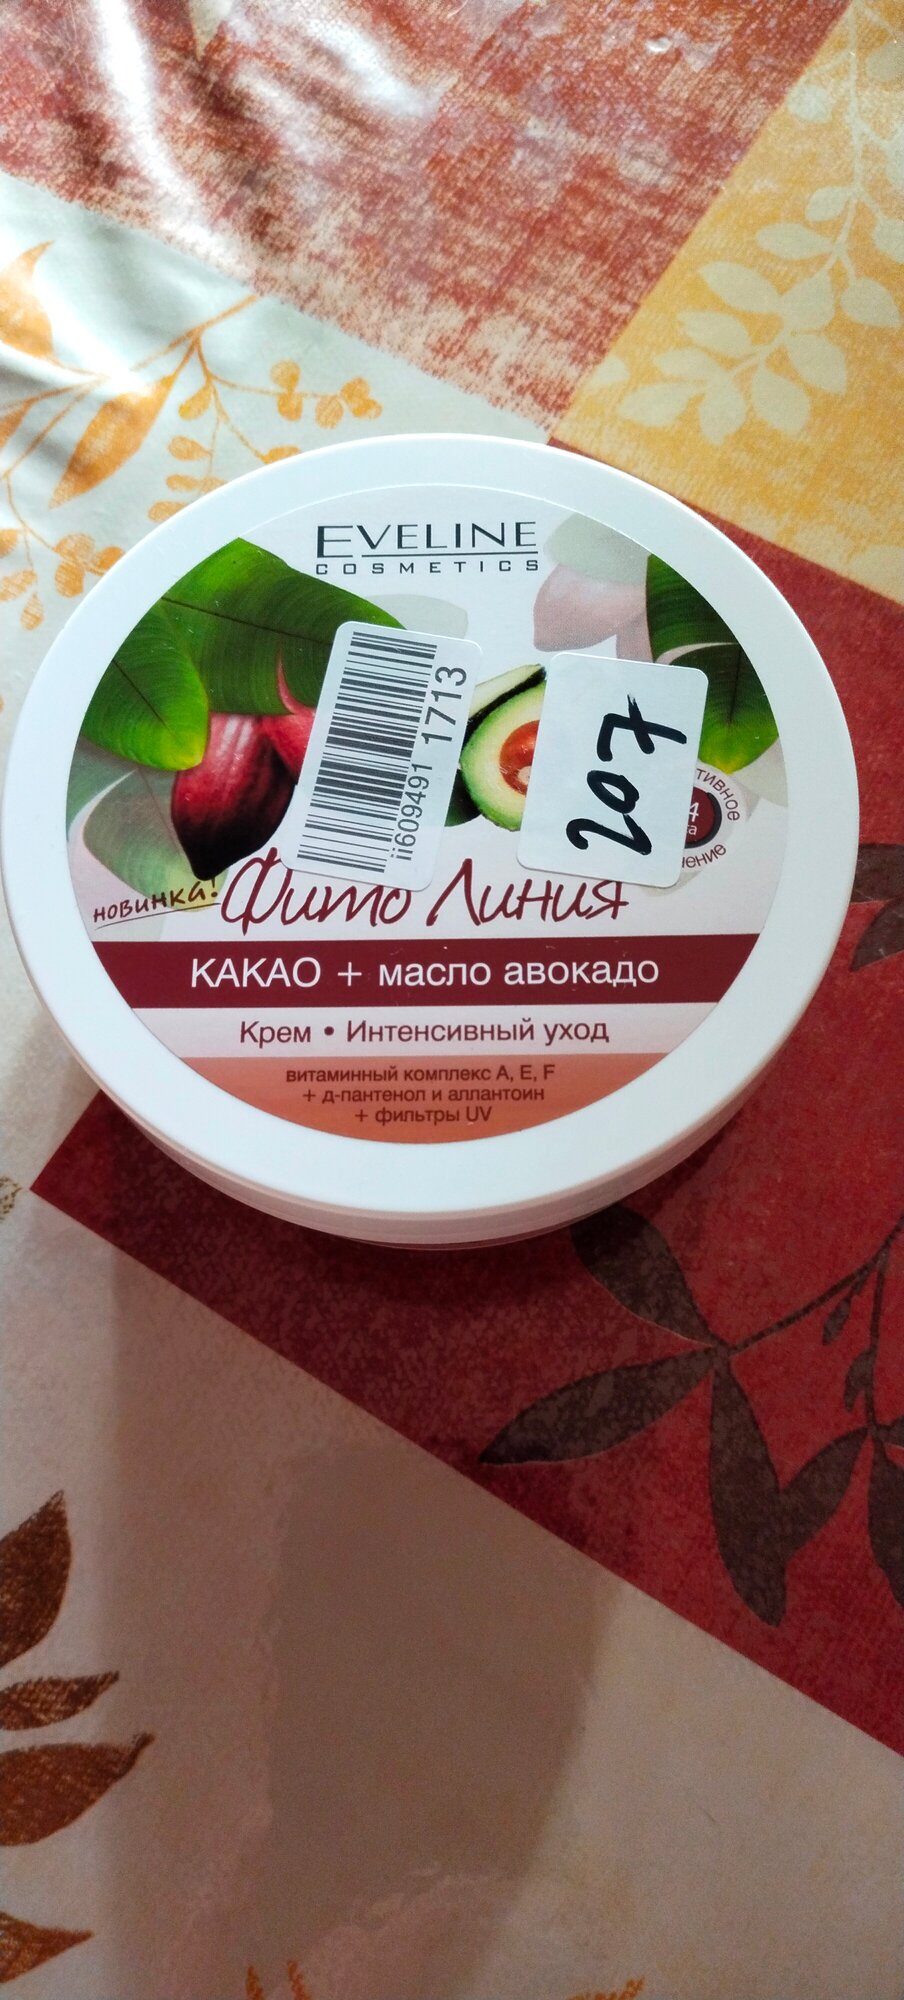 EVELINE
COSMETICS
ii609491 1713
207
новинка!
Фито Линия
КАКАО + масло авокадо
Крем • Интенсивный уход
витаминный комплекс A, E, F
+ д-пантенол и аллантоин
+ фильтры UV